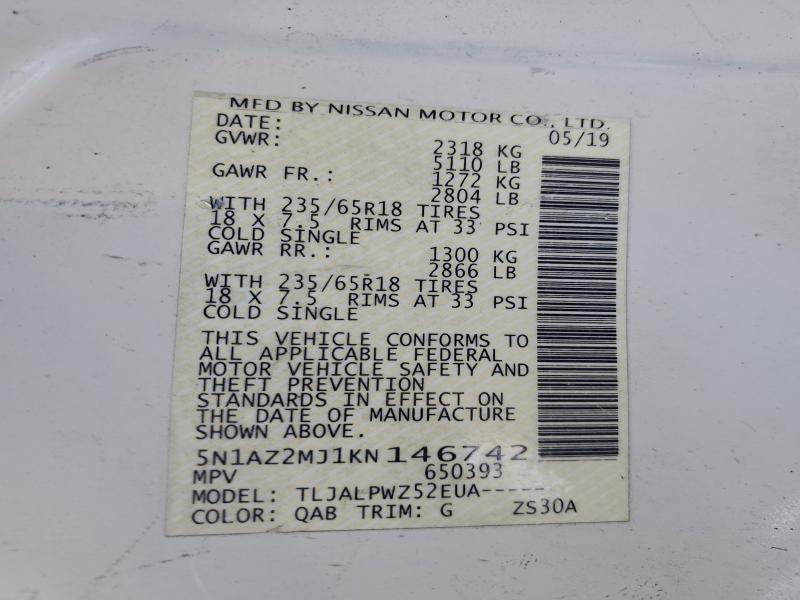 MFD BY NISSAN MOTOR CO., LTD.
DATE: 05/19
GVWR: 2318 KG
5110 LB
GAWR FR.: 1272 KG
2804 LB
WITH 235/65R18 TIRES
18 X 7.5 RIMS AT 33 PSI
COLD SINGLE
GAWR RR.: 1300 KG
2866 LB
WITH 235/65R18 TIRES
18 X 7.5 RIMS AT 33 PSI
COLD SINGLE
THIS VEHICLE CONFORMS TO
ALL APPLICABLE FEDERAL
MOTOR VEHICLE SAFETY AND
THEFT PREVENTION
STANDARDS IN EFFECT ON
THE DATE OF MANUFACTURE
SHOWN ABOVE.
5N1AZ2MJ1KN146742
MPV 650393
MODEL: TLJALPWZ52EUA-----
COLOR: QAB TRIM: G ZS30A